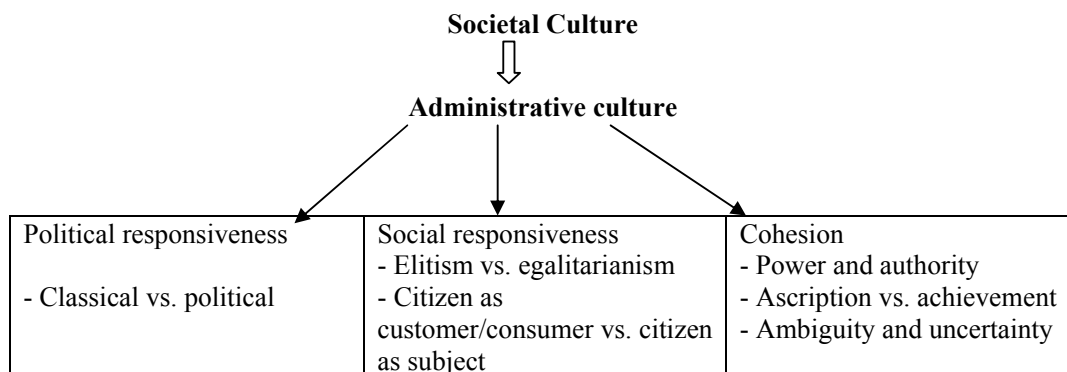 Societal Culture
Administrative culture
Political responsiveness
- Classical vs. political
Social responsiveness
- Elitism vs. egalitarianism
- Citizen as
customer/consumer vs. citizen
as subject
Cohesion
- Power and authority
- Ascription vs. achievement
- Ambiguity and uncertainty